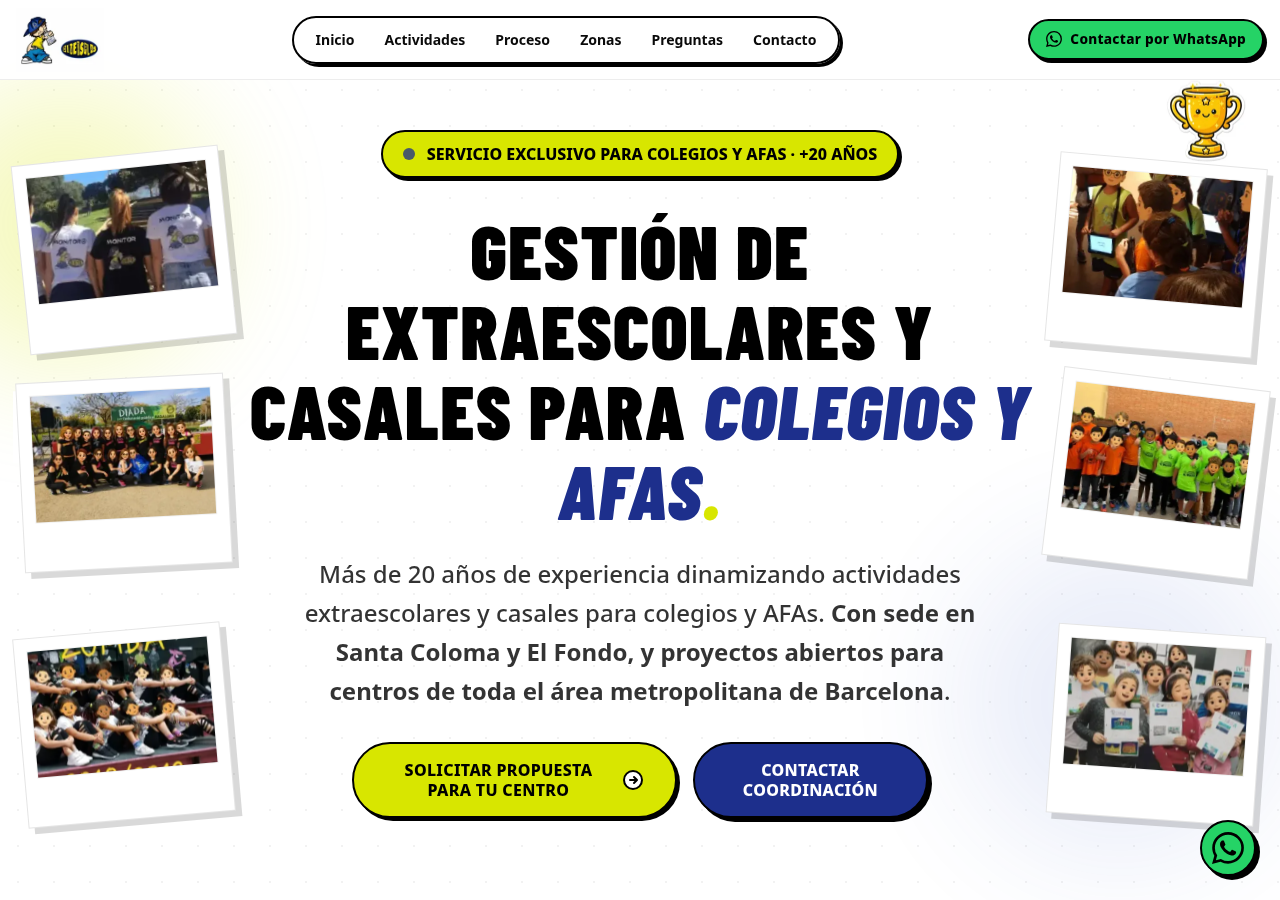 Inicio
Actividades
Proceso
Zonas
Preguntas
Contacto
Contactar por WhatsApp
SERVICIO EXCLUSIVO PARA COLEGIOS Y AFAS · +20 AÑOS
GESTIÓN DE
EXTRAESCOLARES Y
CASALES PARA COLEGIOS Y
AFAS.
Más de 20 años de experiencia dinamizando actividades
extraescolares y casales para colegios y AFAs. Con sede en
Santa Coloma y El Fondo, y proyectos abiertos para
centros de toda el área metropolitana de Barcelona.
SOLICITAR PROPUESTA
PARA TU CENTRO
CONTACTAR
COORDINACIÓN
MONITOR
DIADA
ZUMBA